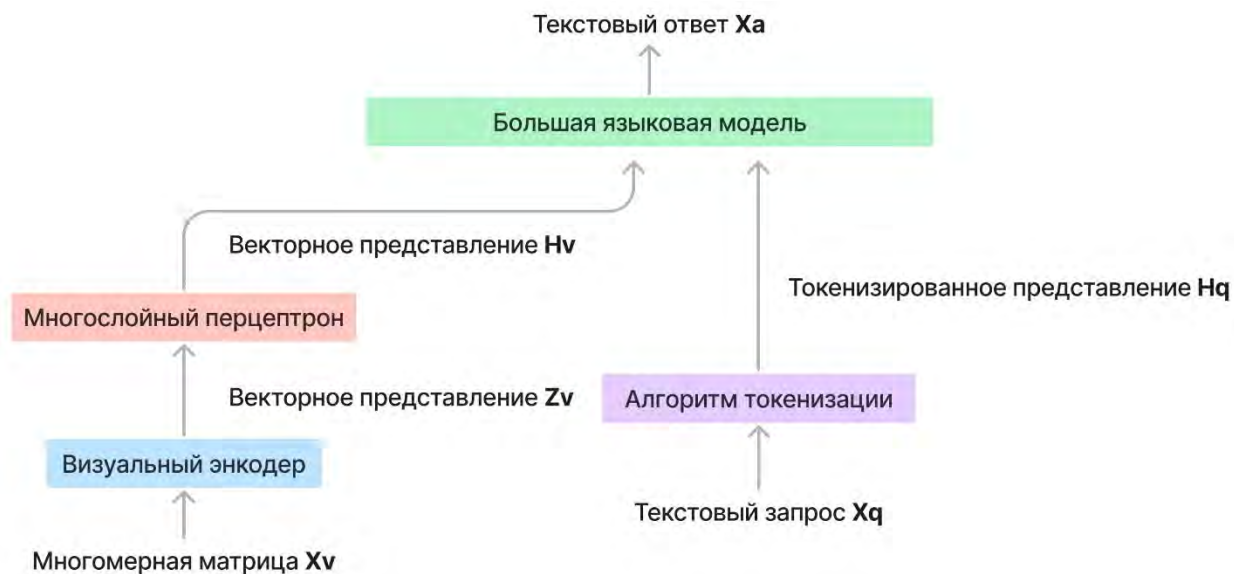 Текстовый ответ Xa
Большая языковая модель
Векторное представление Hv
Токенизированное представление Hq
Многослойный перцептрон
Векторное представление Zv
Алгоритм токенизации
Визуальный энкодер
Текстовый запрос Xq
Многомерная матрица Xv